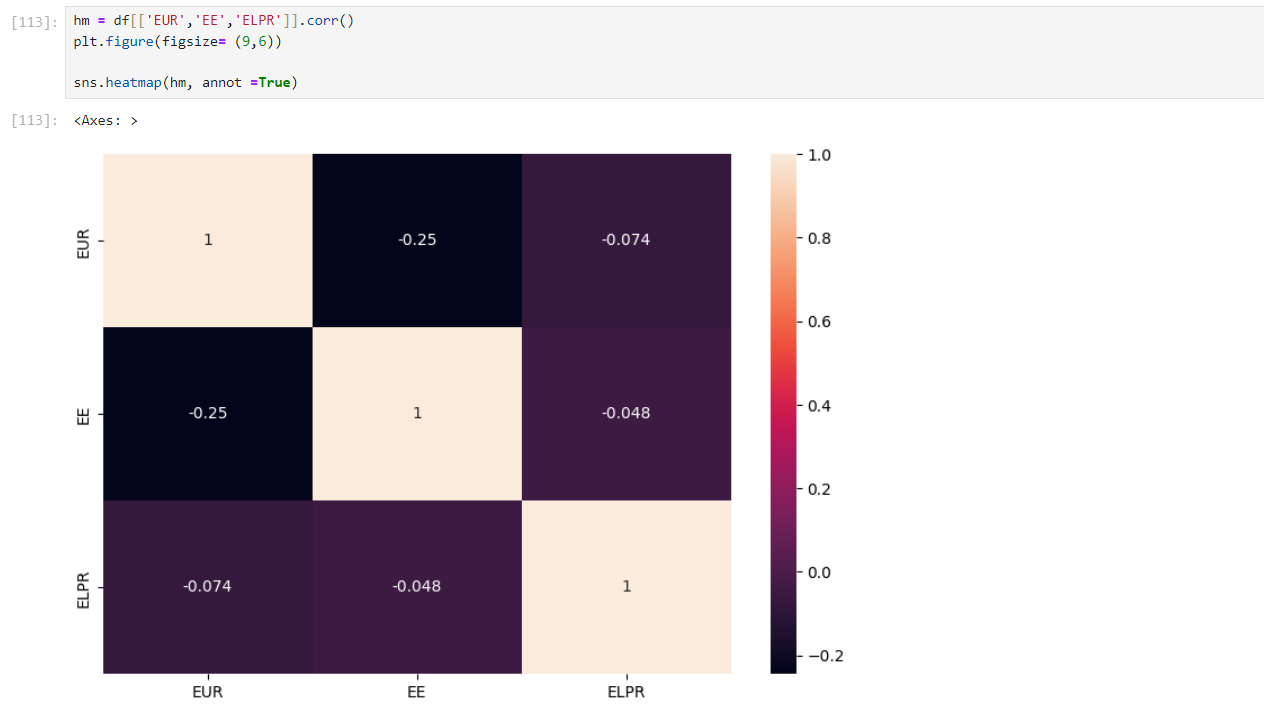 [113]: hm = df[['EUR','EE','ELPR']].corr()
plt.figure(figsize= (9,6))
sns.heatmap(hm, annot =True)
[113]: <Axes: >
1.0
EUR 1 -0.25 -0.074
0.8
0.6
EE -0.25 1 -0.048
0.4
0.2
ELPR -0.074 -0.048 1
0.0
−0.2
EUR EE ELPR